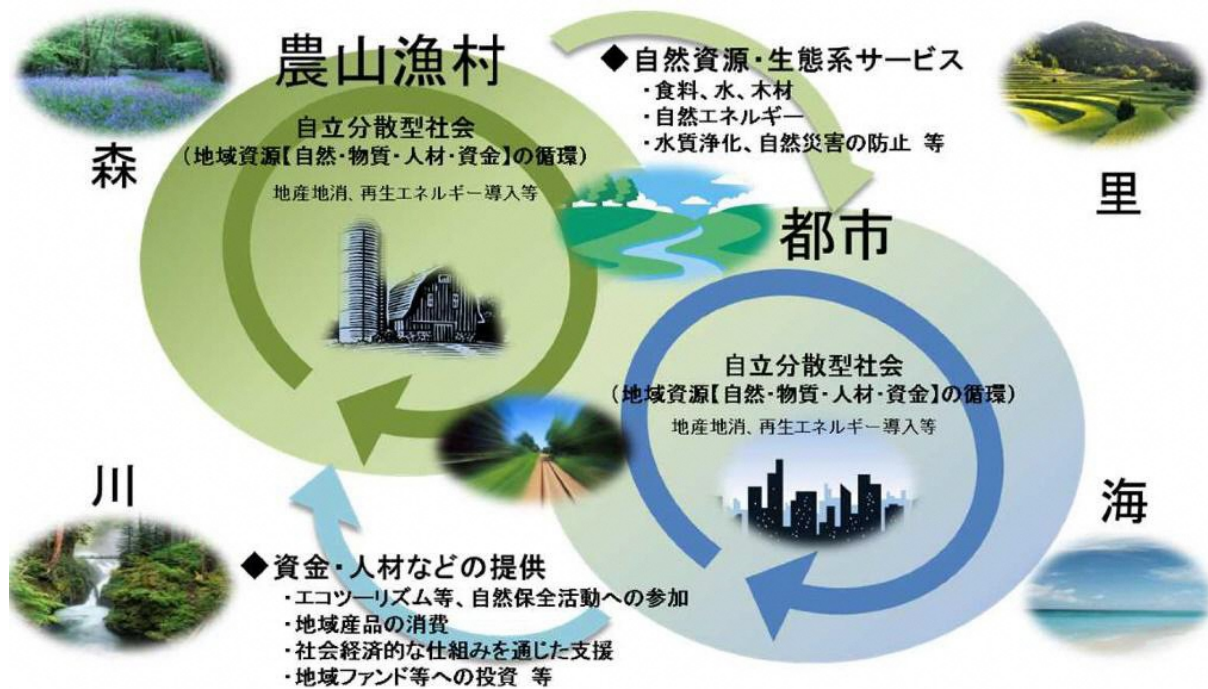 農山漁村
◆自然資源・生態系サービス
・食料、水、木材
・自然エネルギー
・水質浄化、自然災害の防止 等
森
里
自立分散型社会
(地域資源【自然・物質・人材・資金】の循環)
地産地消、再生エネルギー導入等
都市
自立分散型社会
(地域資源【自然・物質・人材・資金】の循環)
地産地消、再生エネルギー導入等
川
海
◆資金・人材などの提供
・エコツーリズム等、自然保全活動への参加
・地域産品の消費
・社会経済的な仕組みを通じた支援
・地域ファンド等への投資 等